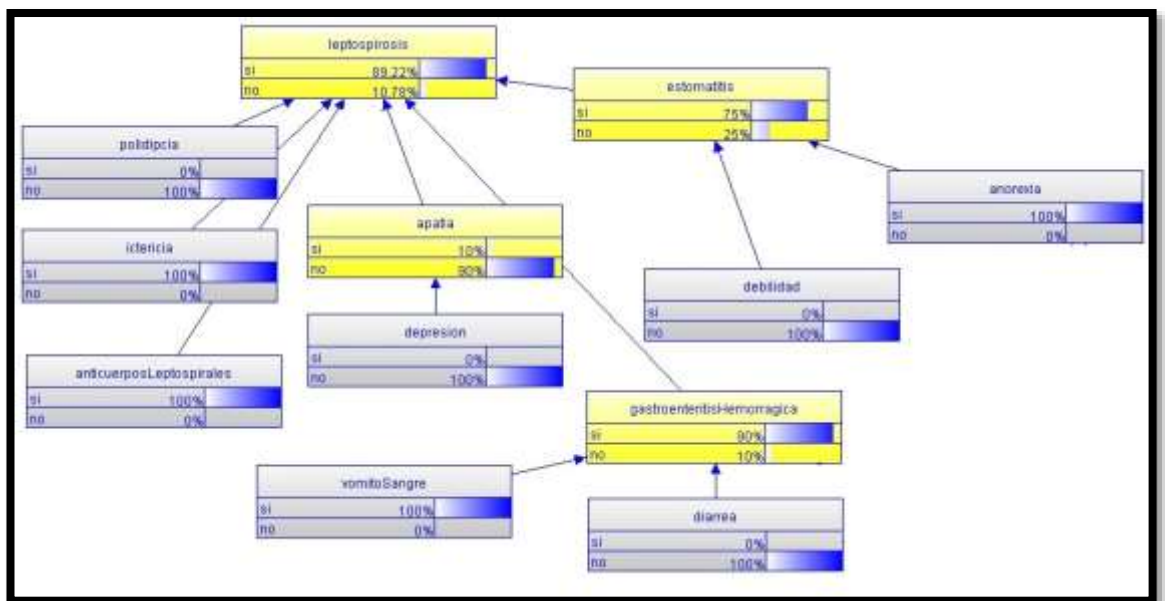 leptospirosis
si 89.22%
no 10.78%
estomatitis
si 75%
no 25%
polidipcia
si 0%
no 100%
anorexia
si 100%
no 0%
apatia
si 10%
no 90%
ictericia
si 100%
no 0%
debilidad
si 0%
no 100%
depresion
si 0%
no 100%
anticuerposLeptospirales
si 100%
no 0%
gastroenteritisHemorragica
si 90%
no 10%
vomitoSangre
si 100%
no 0%
diarrea
si 0%
no 100%